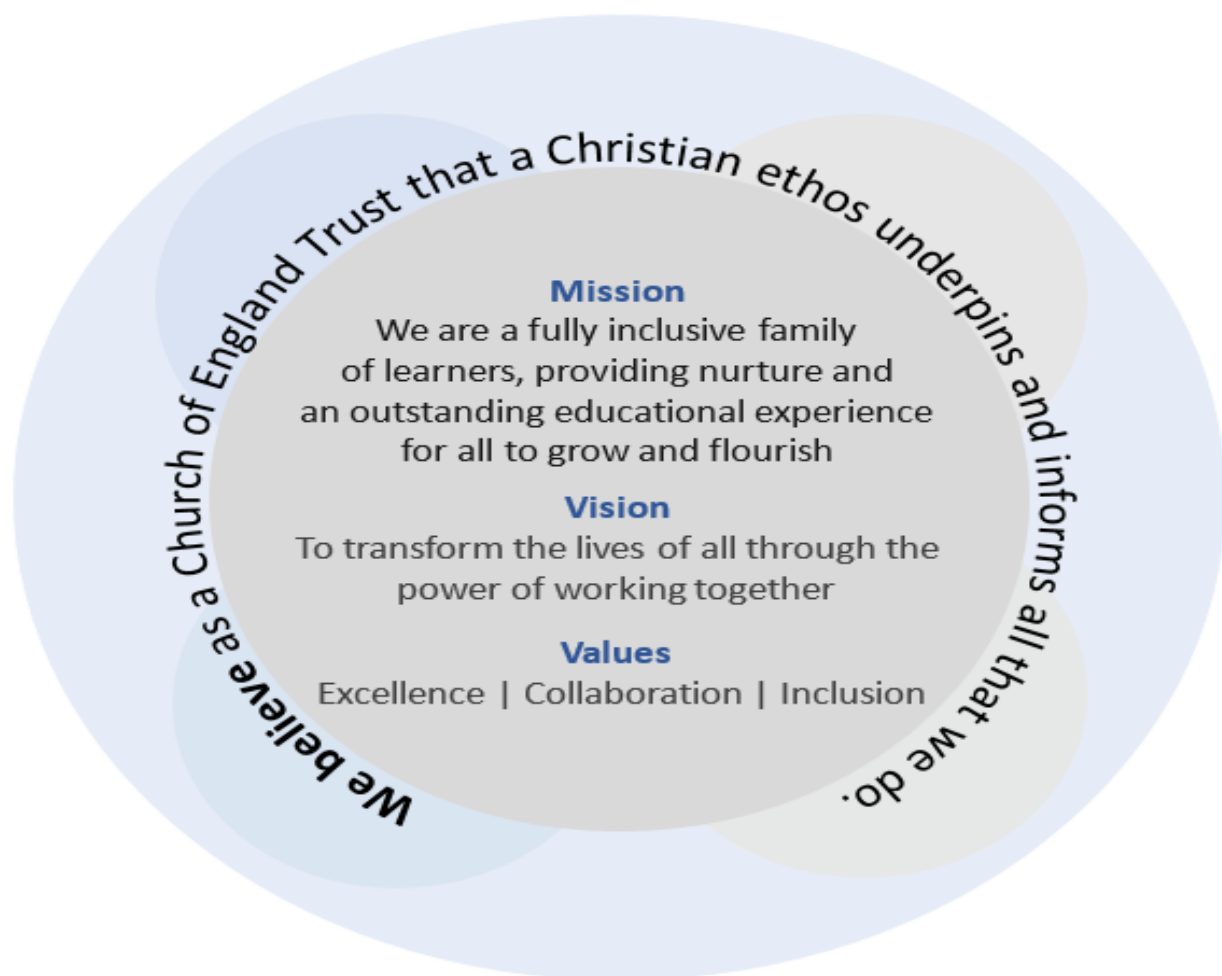 We believe as a Church of England Trust that a Christian ethos underpins and informs all that we do.
Mission
We are a fully inclusive family
of learners, providing nurture and
an outstanding educational experience
for all to grow and flourish
Vision
To transform the lives of all through the
power of working together
Values
Excellence | Collaboration | Inclusion